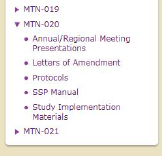 MTN-019
MTN-020
Annual/Regional Meeting
Presentations
Letters of Amendment
Protocols
SSP Manual
Study Implementation
Materials
MTN-021